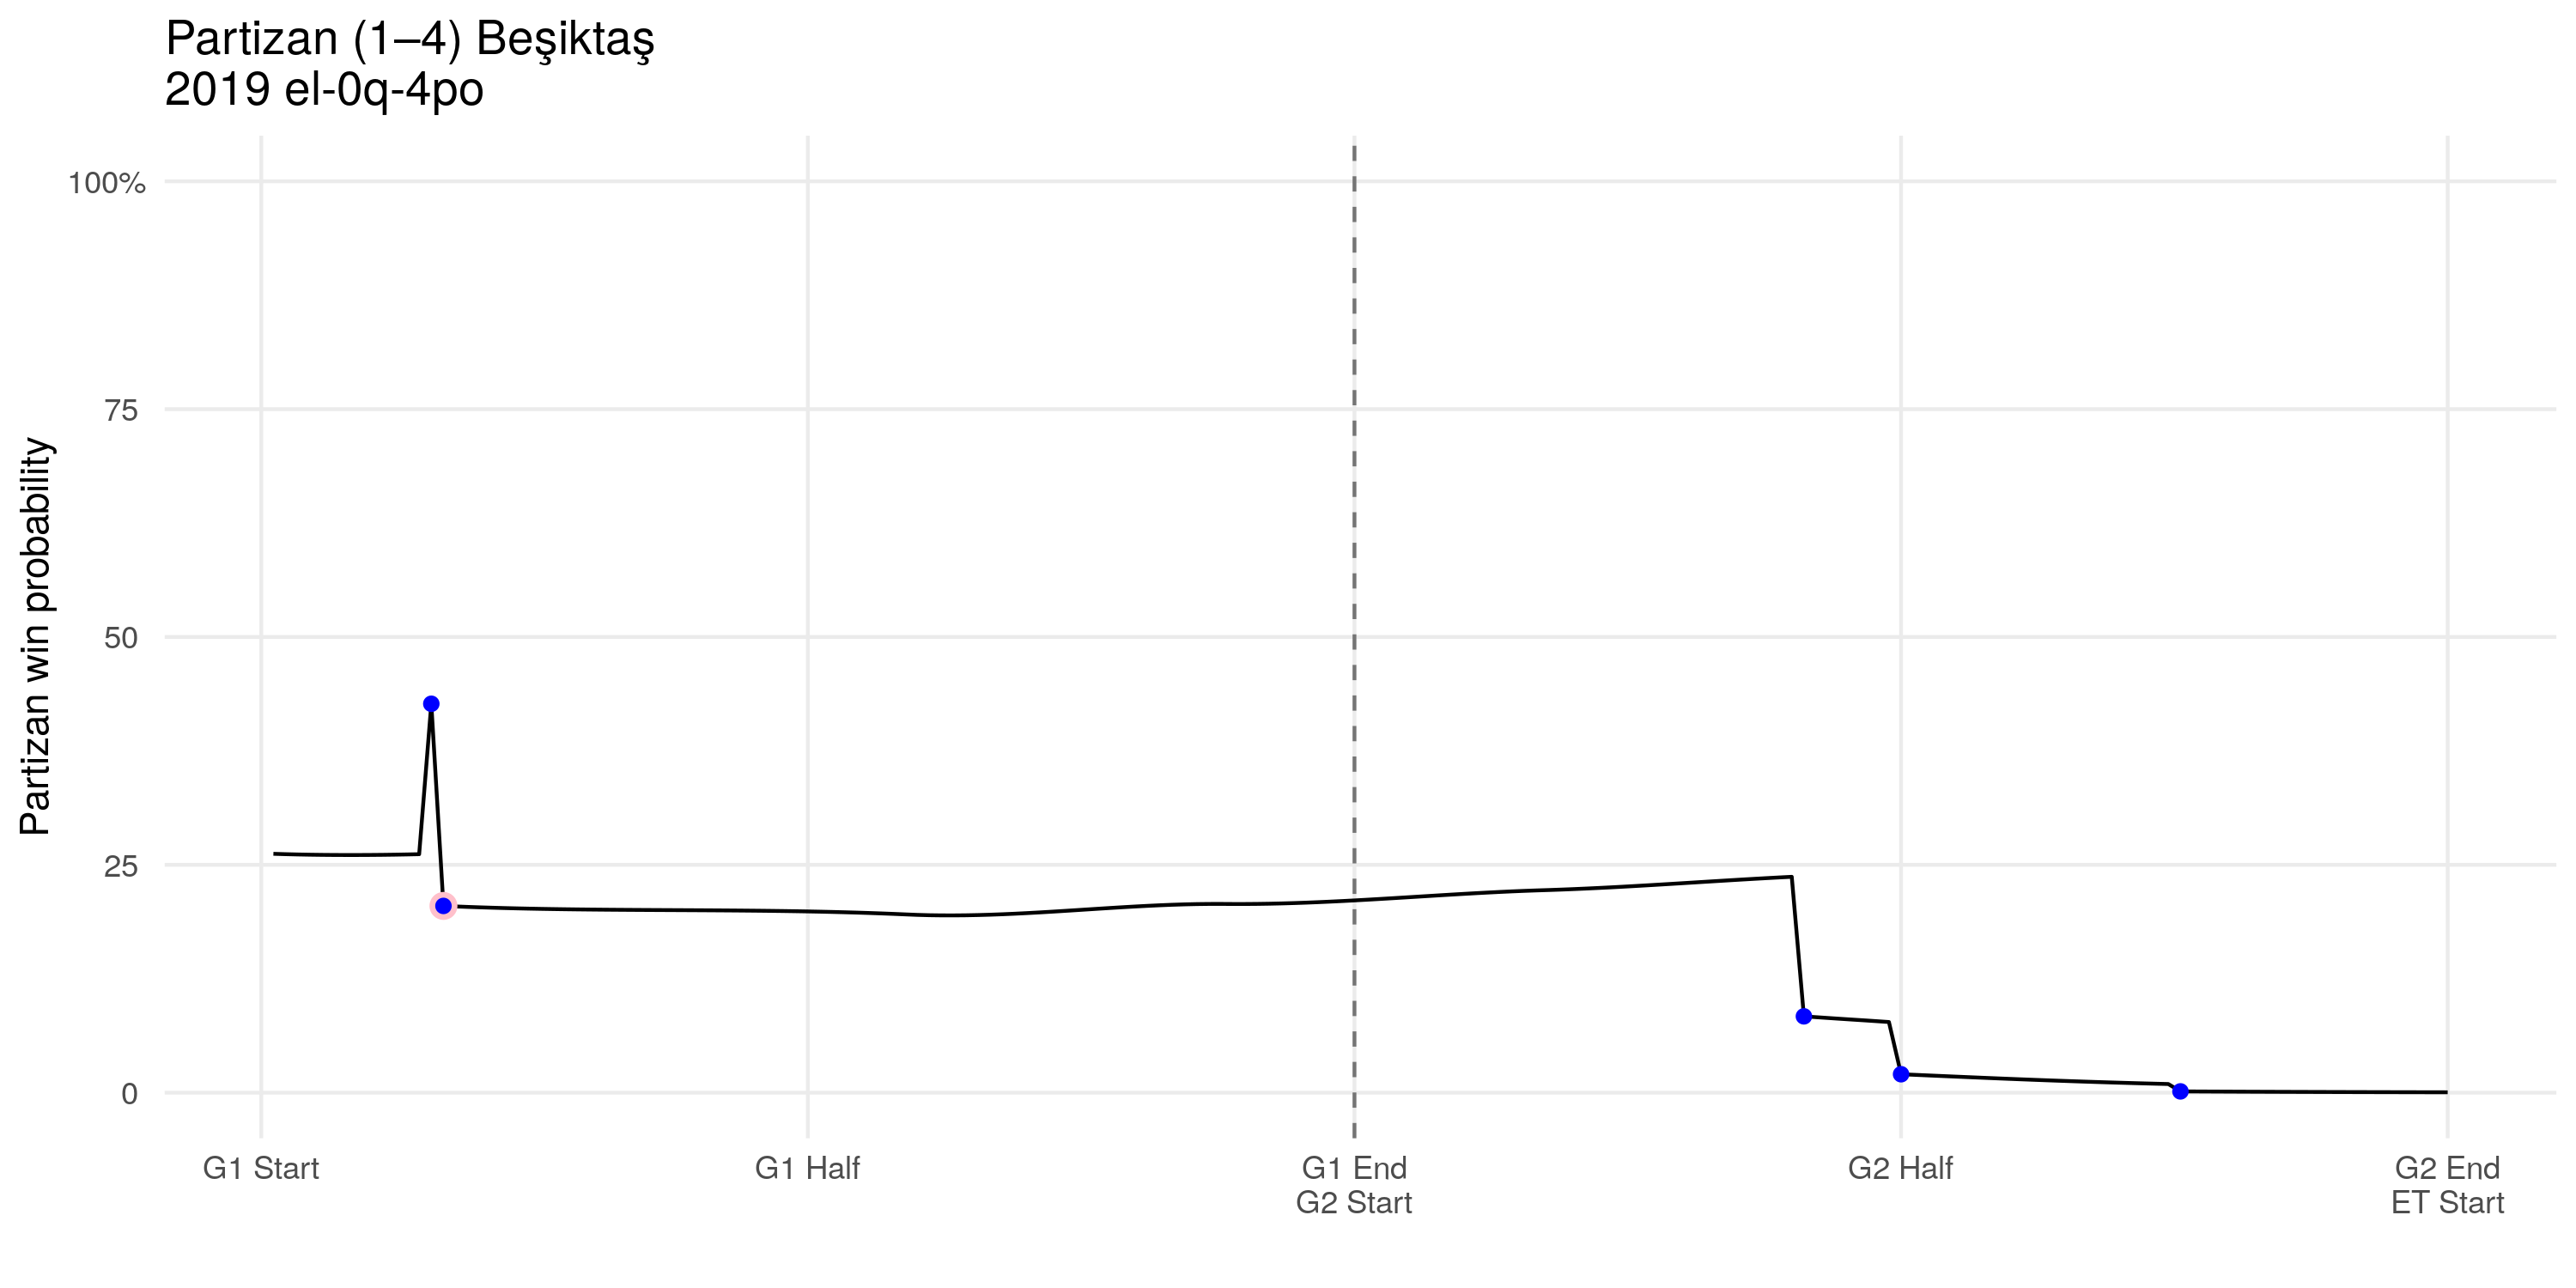 Partizan (1–4) Beşiktaş
2019 el-0q-4po
Partizan win probability
100%
75
50
25
0
G1 Start
G1 Half
G1 End
G2 Start
G2 Half
G2 End
ET Start